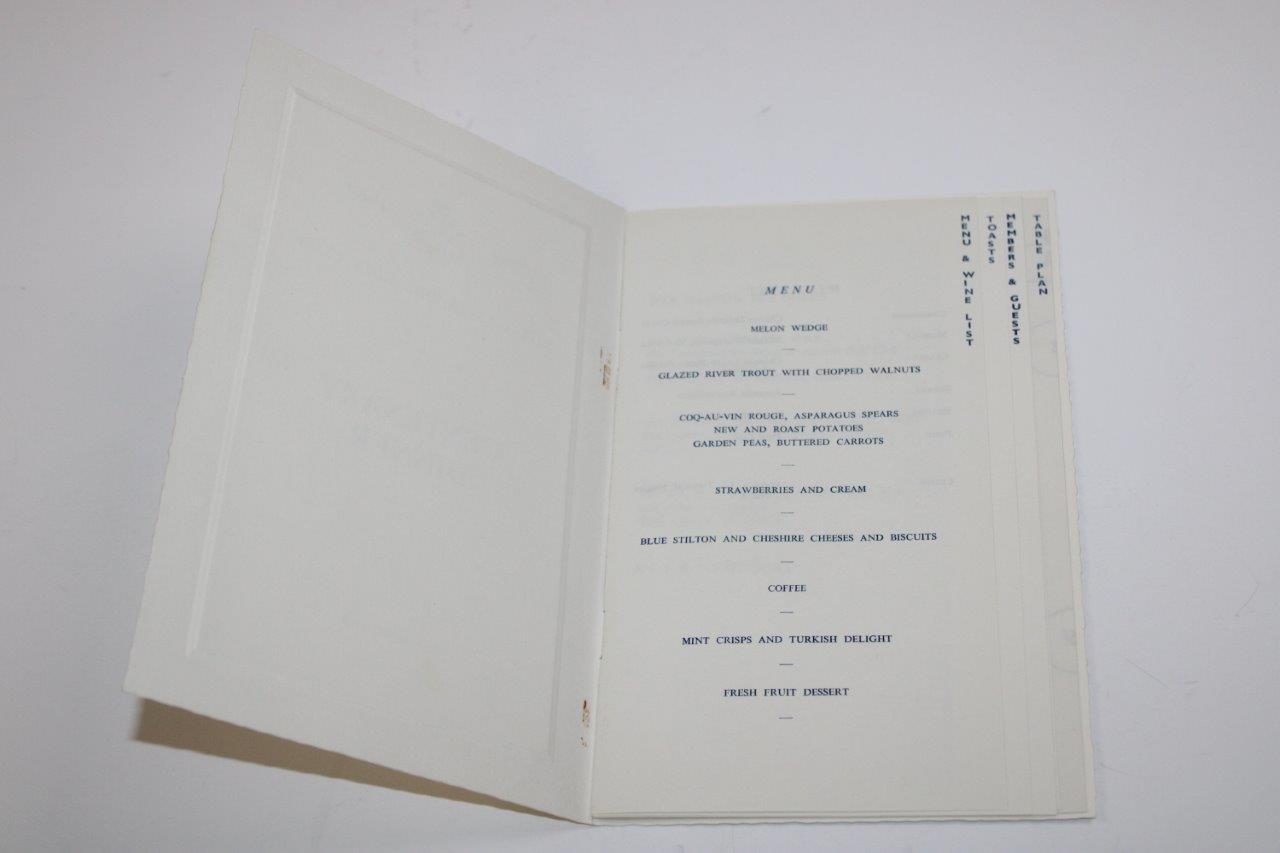 MENU
MELON WEDGE
—
GLAZED RIVER TROUT WITH CHOPPED WALNUTS
—
COQ-AU-VIN ROUGE, ASPARAGUS SPEARS
NEW AND ROAST POTATOES
GARDEN PEAS, BUTTERED CARROTS
—
STRAWBERRIES AND CREAM
—
BLUE STILTON AND CHESHIRE CHEESES AND BISCUITS
—
COFFEE
—
MINT CRISPS AND TURKISH DELIGHT
—
FRESH FRUIT DESSERT
—
MENU & WINE LIST
TOASTS
MEMBERS & GUESTS
TABLE PLAN